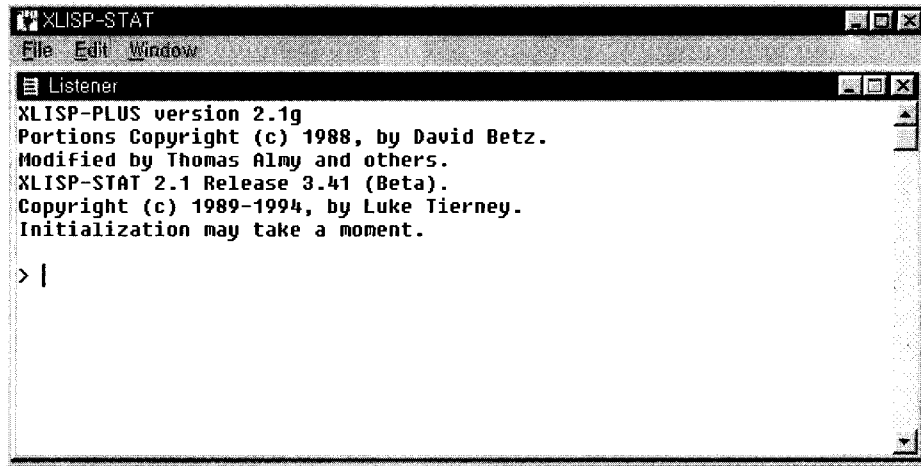 XLISP-STAT
File Edit Window
Listener
XLISP-PLUS version 2.1g
Portions Copyright (c) 1988, by David Betz.
Modified by Thomas Almy and others.
XLISP-STAT 2.1 Release 3.41 (Beta).
Copyright (c) 1989-1994, by Luke Tierney.
Initialization may take a moment.
>